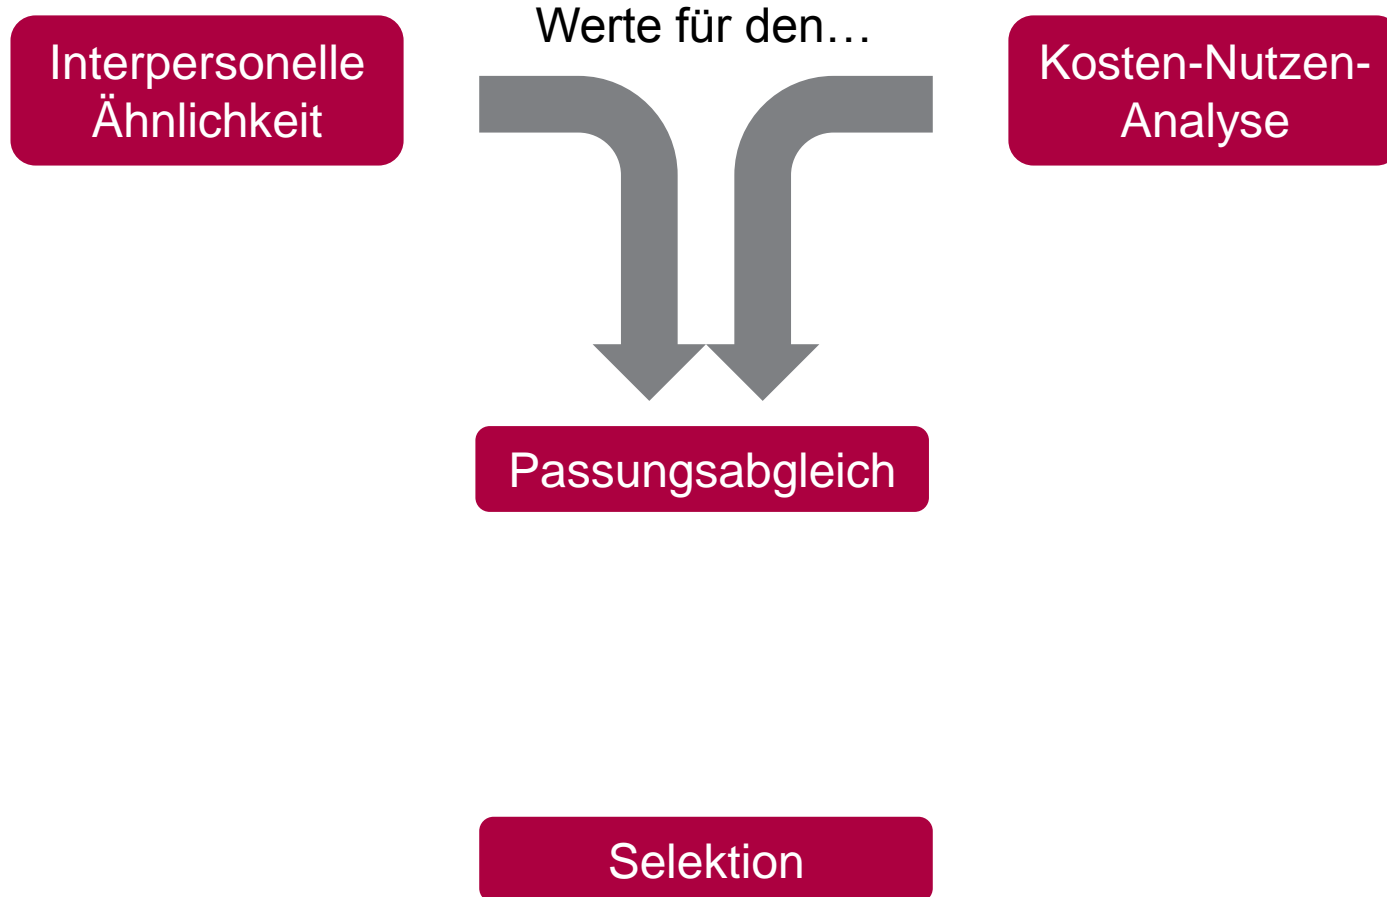 Werte für den…
Interpersonelle
Ähnlichkeit
Kosten-Nutzen-
Analyse
Passungsabgleich
Selektion